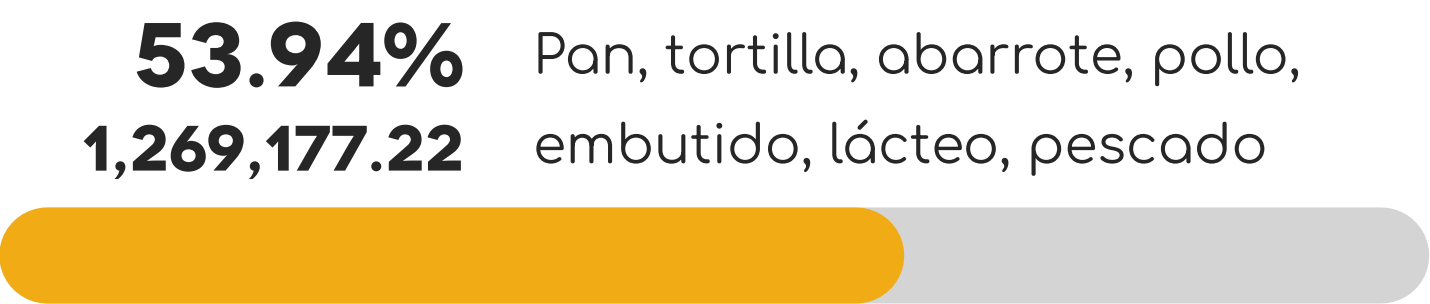 53.94%
1,269,177.22
Pan, tortilla, abarrote, pollo,
embutido, lácteo, pescado